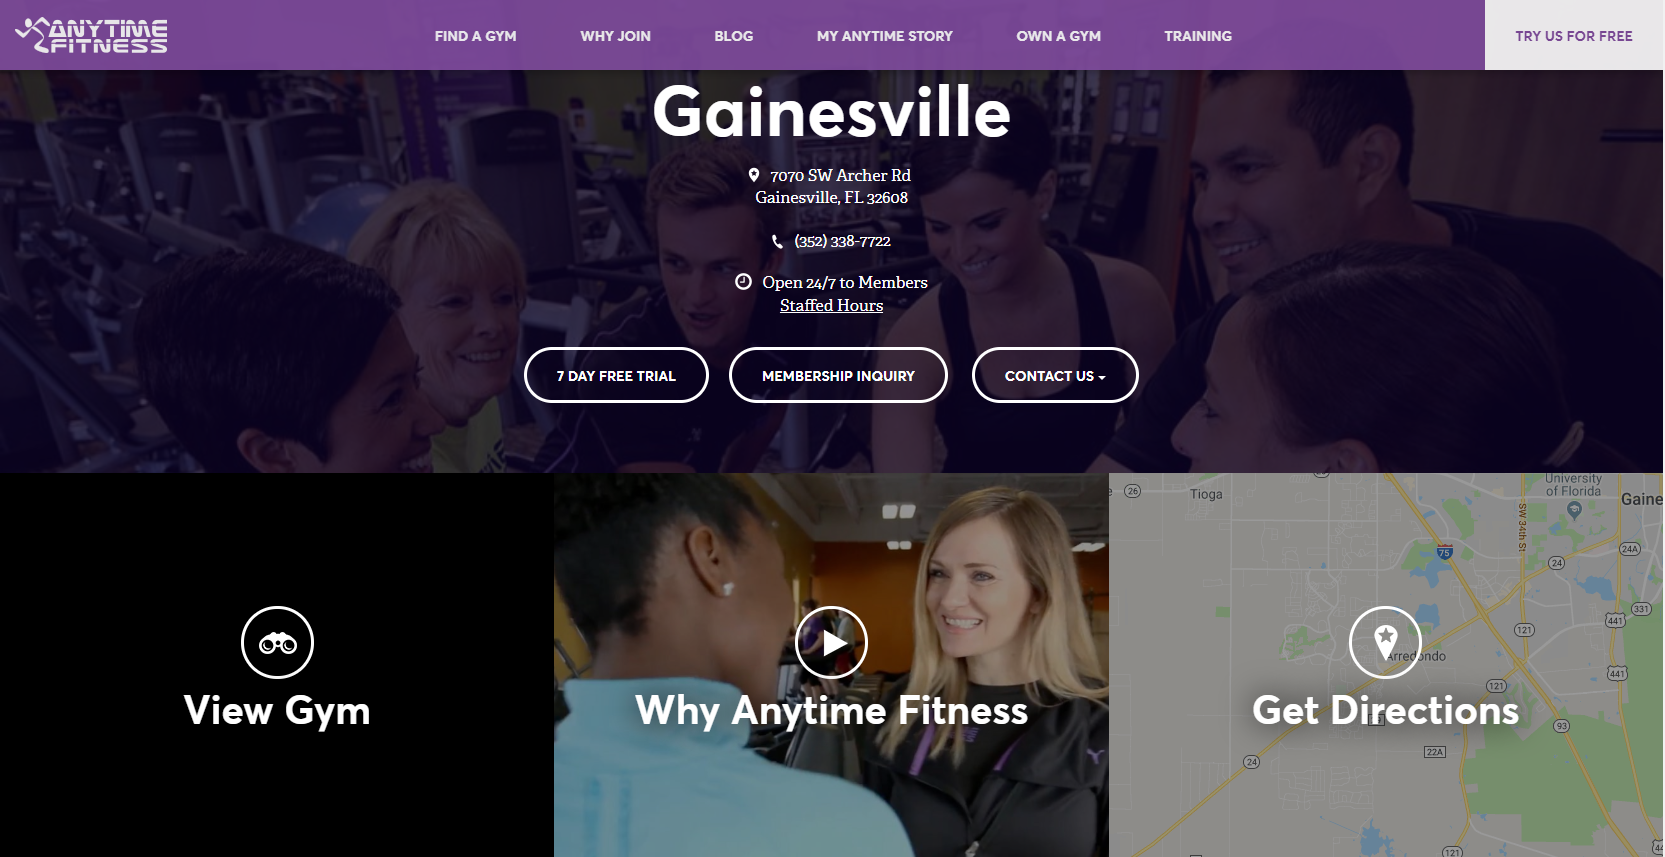 ANYTIME
FITNESS
FIND A GYM
WHY JOIN
BLOG
MY ANYTIME STORY
OWN A GYM
TRAINING
TRY US FOR FREE
Gainesville
7070 SW Archer Rd
Gainesville, FL 32608
(352) 338-7722
Open 24/7 to Members
Staffed Hours
7 DAY FREE TRIAL
MEMBERSHIP INQUIRY
CONTACT US
View Gym
Why Anytime Fitness
Get Directions
26
Tioga
University
of Florida
Gaine
SW 34th St
75
24A
24
331
441
121
Arredondo
441
121
93
22A
24
121